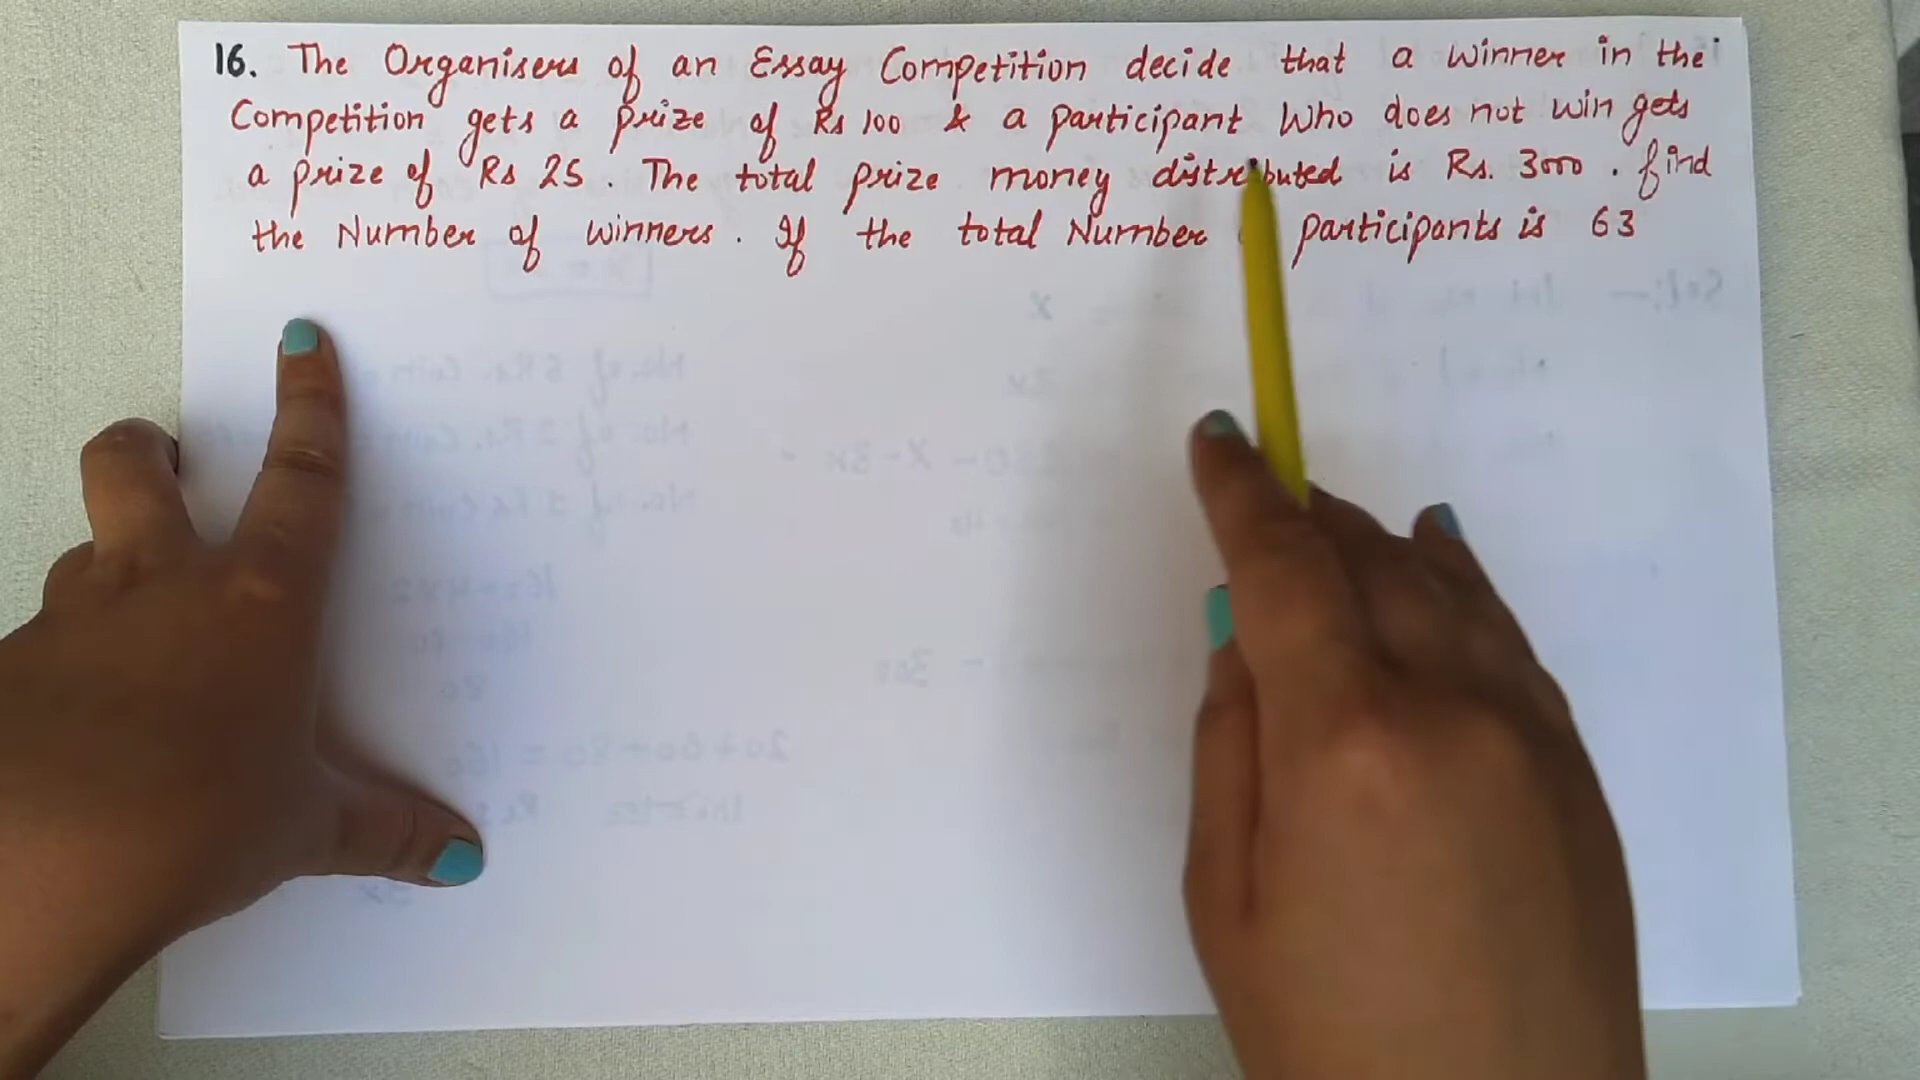 16. The Organisers of an Essay Competition decide that a winner in the
Competition gets a prize of Rs 100 & a participant Who does not win gets
a prize of Rs 25. The total prize money distributed is Rs. 3000. find
the Number of winners. If the total Number participants is 63